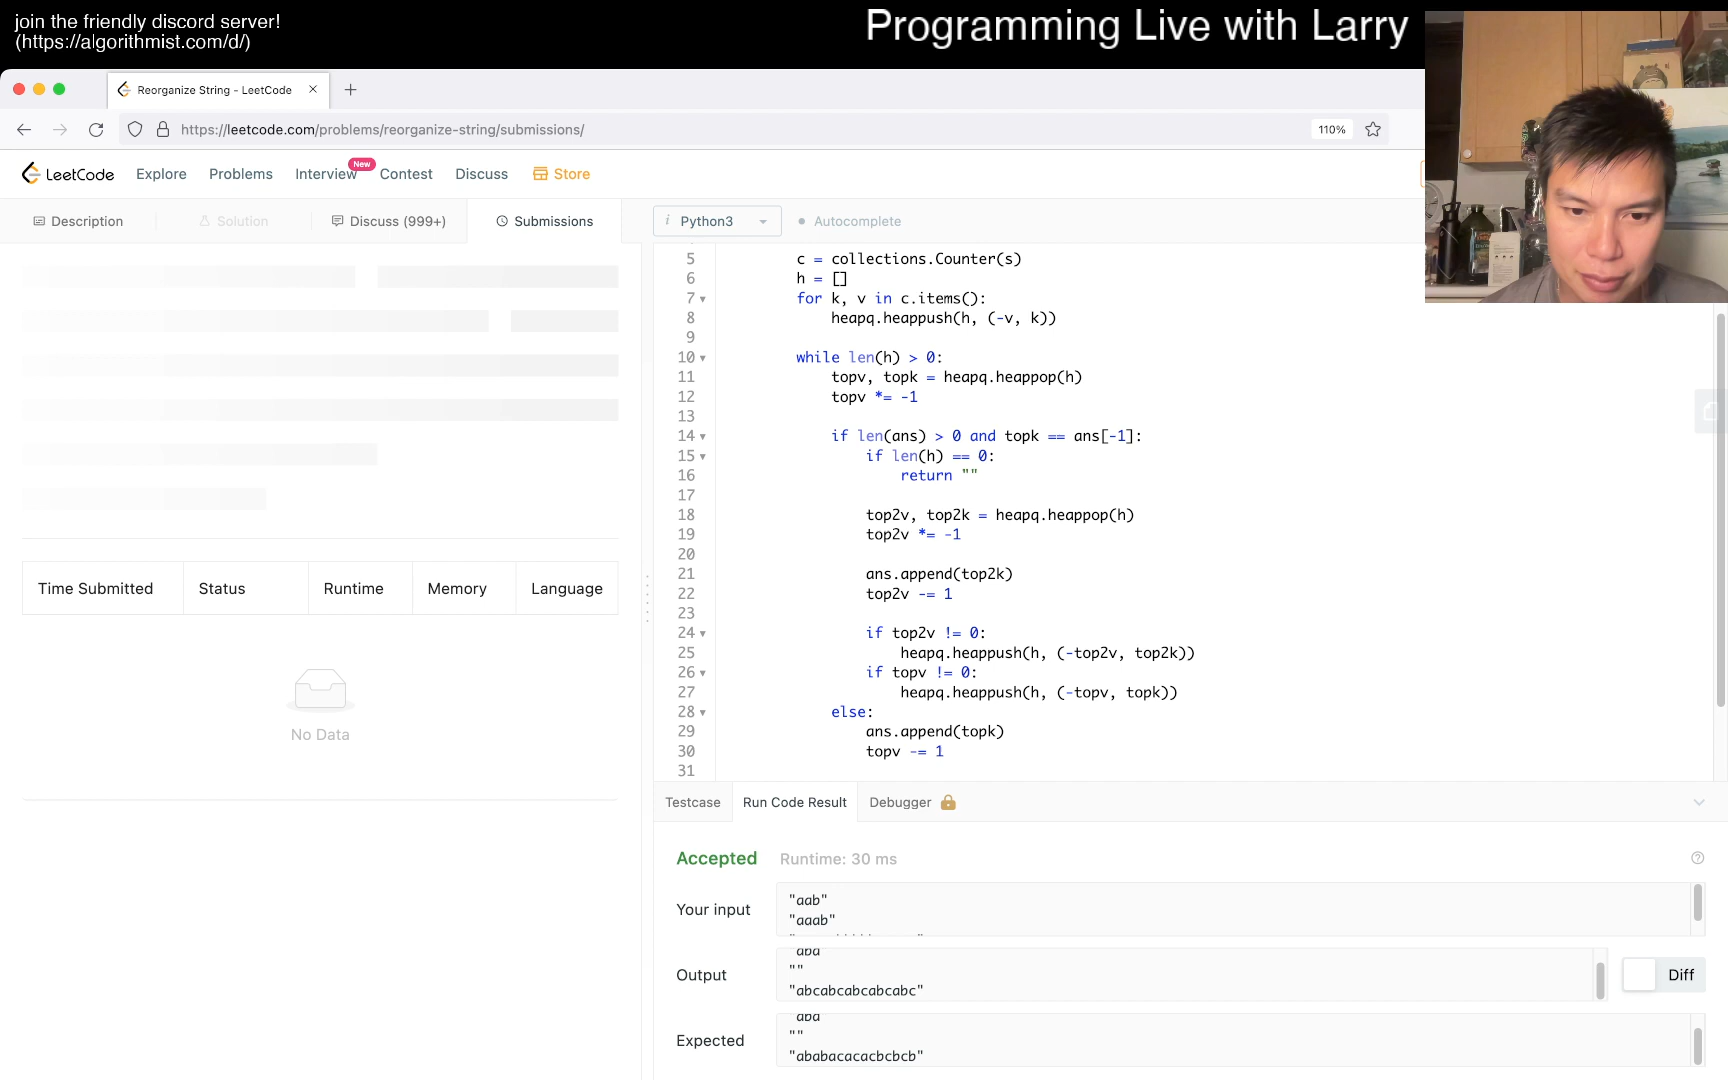 join the friendly discord server!
(https://algorithmist.com/d/)
Programming Live with Larry
Reorganize String - LeetCode
https://leetcode.com/problems/reorganize-string/submissions/
110%
LeetCode
Explore
Problems
Interview
New
Contest
Discuss
Store
Description
Solution
Discuss (999+)
Submissions
i Python3
Autocomplete
5 c = collections.Counter(s)
6 h = []
7 for k, v in c.items():
8 heapq.heappush(h, (-v, k))
9
10 while len(h) > 0:
11 topv, topk = heapq.heappop(h)
12 topv *= -1
13
14 if len(ans) > 0 and topk == ans[-1]:
15 if len(h) == 0:
16 return ""
17
18 top2v, top2k = heapq.heappop(h)
19 top2v *= -1
20
21 ans.append(top2k)
22 top2v -= 1
23
24 if top2v != 0:
25 heapq.heappush(h, (-top2v, top2k))
26 if topv != 0:
27 heapq.heappush(h, (-topv, topk))
28 else:
29 ans.append(topk)
30 topv -= 1
31
Time Submitted Status Runtime Memory Language
No Data
Testcase
Run Code Result
Debugger
Accepted Runtime: 30 ms
Your input
"aab"
"aaab"
Output
"aba"
""
"abcabcabcabcabc"
Diff
Expected
"aba"
""
"ababacacacbcbcb"